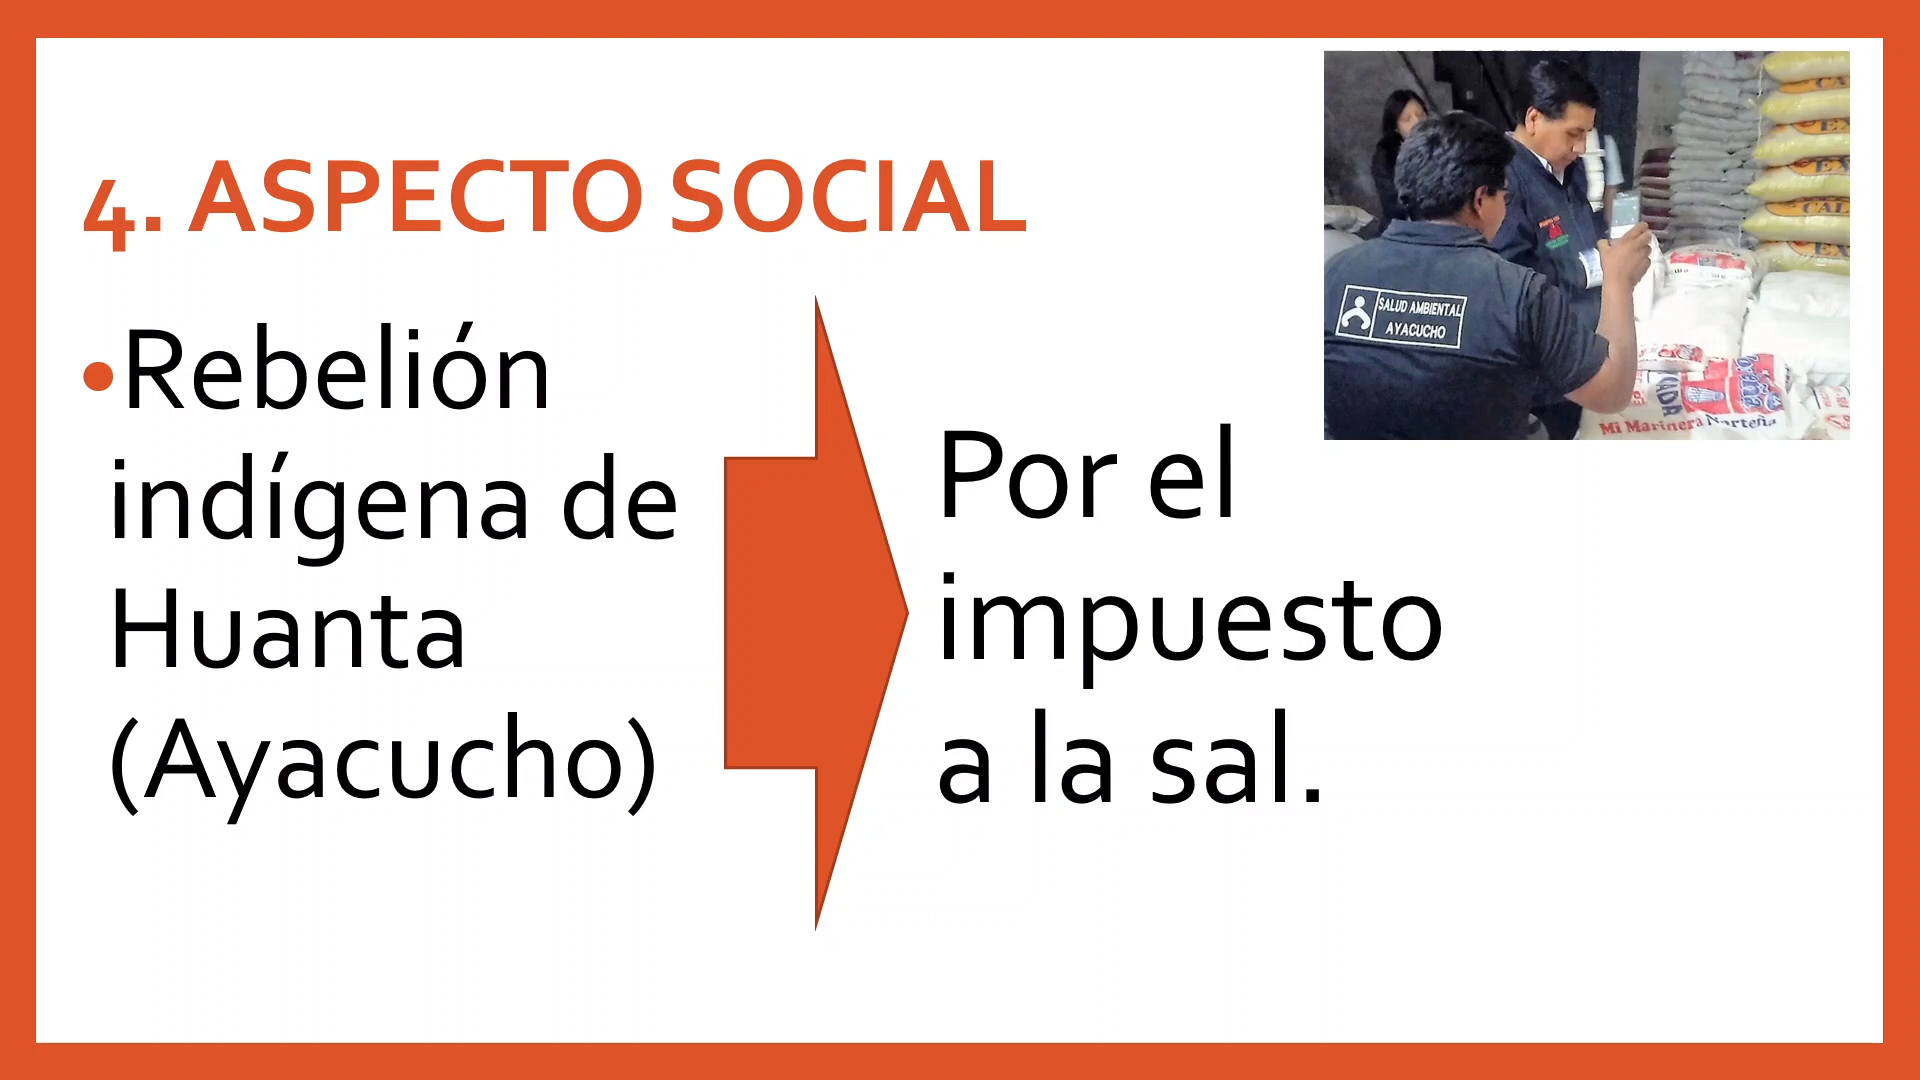 4. ASPECTO SOCIAL
•Rebelión
indígena de
Huanta
(Ayacucho)
Por el
impuesto
a la sal.
SALUD AMBIENTAL
AYACUCHO
Mi Marinera Norteña